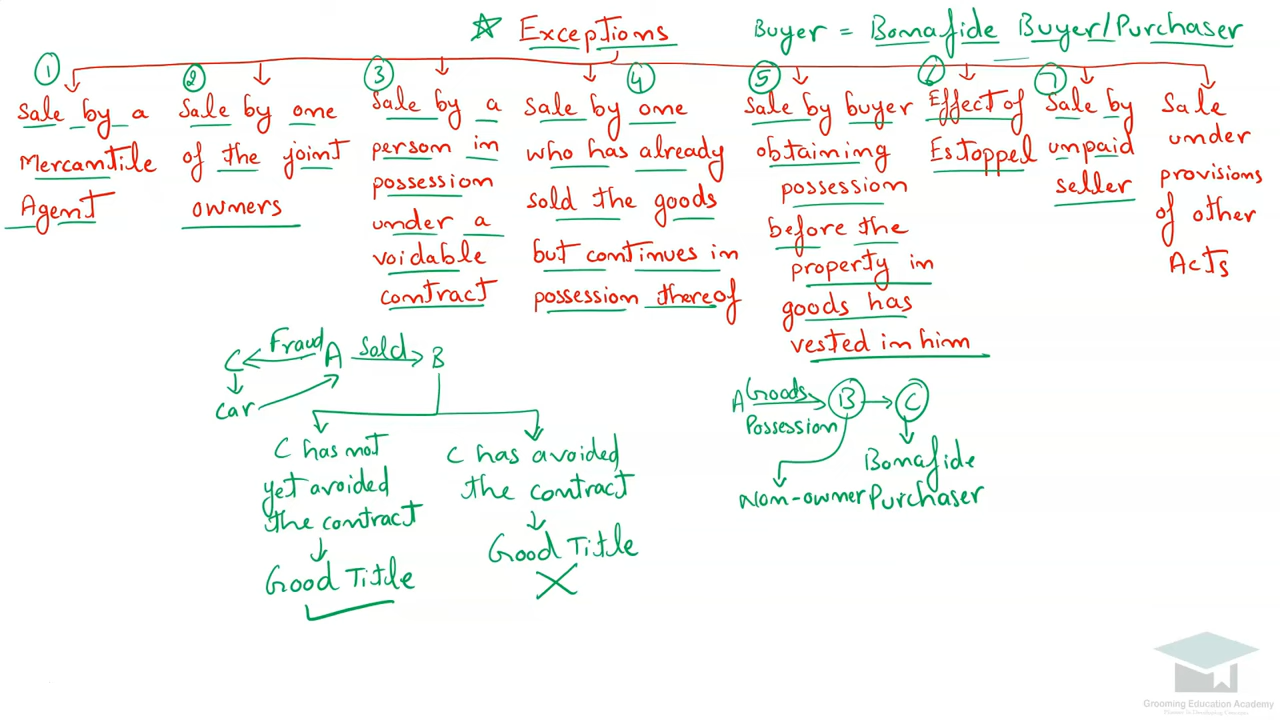 ☆ Exceptions
Buyer = Bonafide Buyer/Purchaser
①
Sale by a
Mercantile
Agent
②
Sale by one
of the joint
owners
③
Sale by a
person in
possession
under a
voidable
contract
④
Sale by one
who has already
sold the goods
but continues in
possession thereof
⑤
Sale by buyer
obtaining
possession
before the
property in
goods has
vested in him
⑥
Effect of
Estoppel
⑦
Sale by
unpaid
seller
Sale
under
provisions
of other
Acts
C Fraud A Sold B
Car
C has not
yet avoided
the contract
Good Title
C has avoided
the contract
Good Title
A Goods B C
Possession
Non-owner
Bonafide
Purchaser
Grooming Education Academy